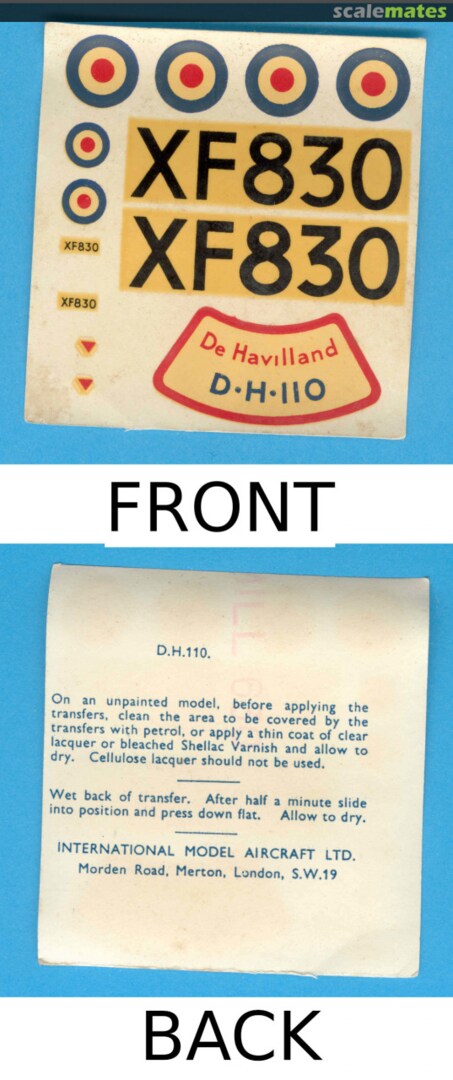 scalemates
XF830
XF830
XF830
XF830
De Havilland
D·H·110
FRONT
D.H.110.
On an unpainted model, before applying the
transfers, clean the area to be covered by the
transfers with petrol, or apply a thin coat of clear
lacquer or bleached Shellac Varnish and allow to
dry. Cellulose lacquer should not be used.
Wet back of transfer. After half a minute slide
into position and press down flat. Allow to dry.
INTERNATIONAL MODEL AIRCRAFT LTD.
Morden Road, Merton, London, S.W.19
BACK